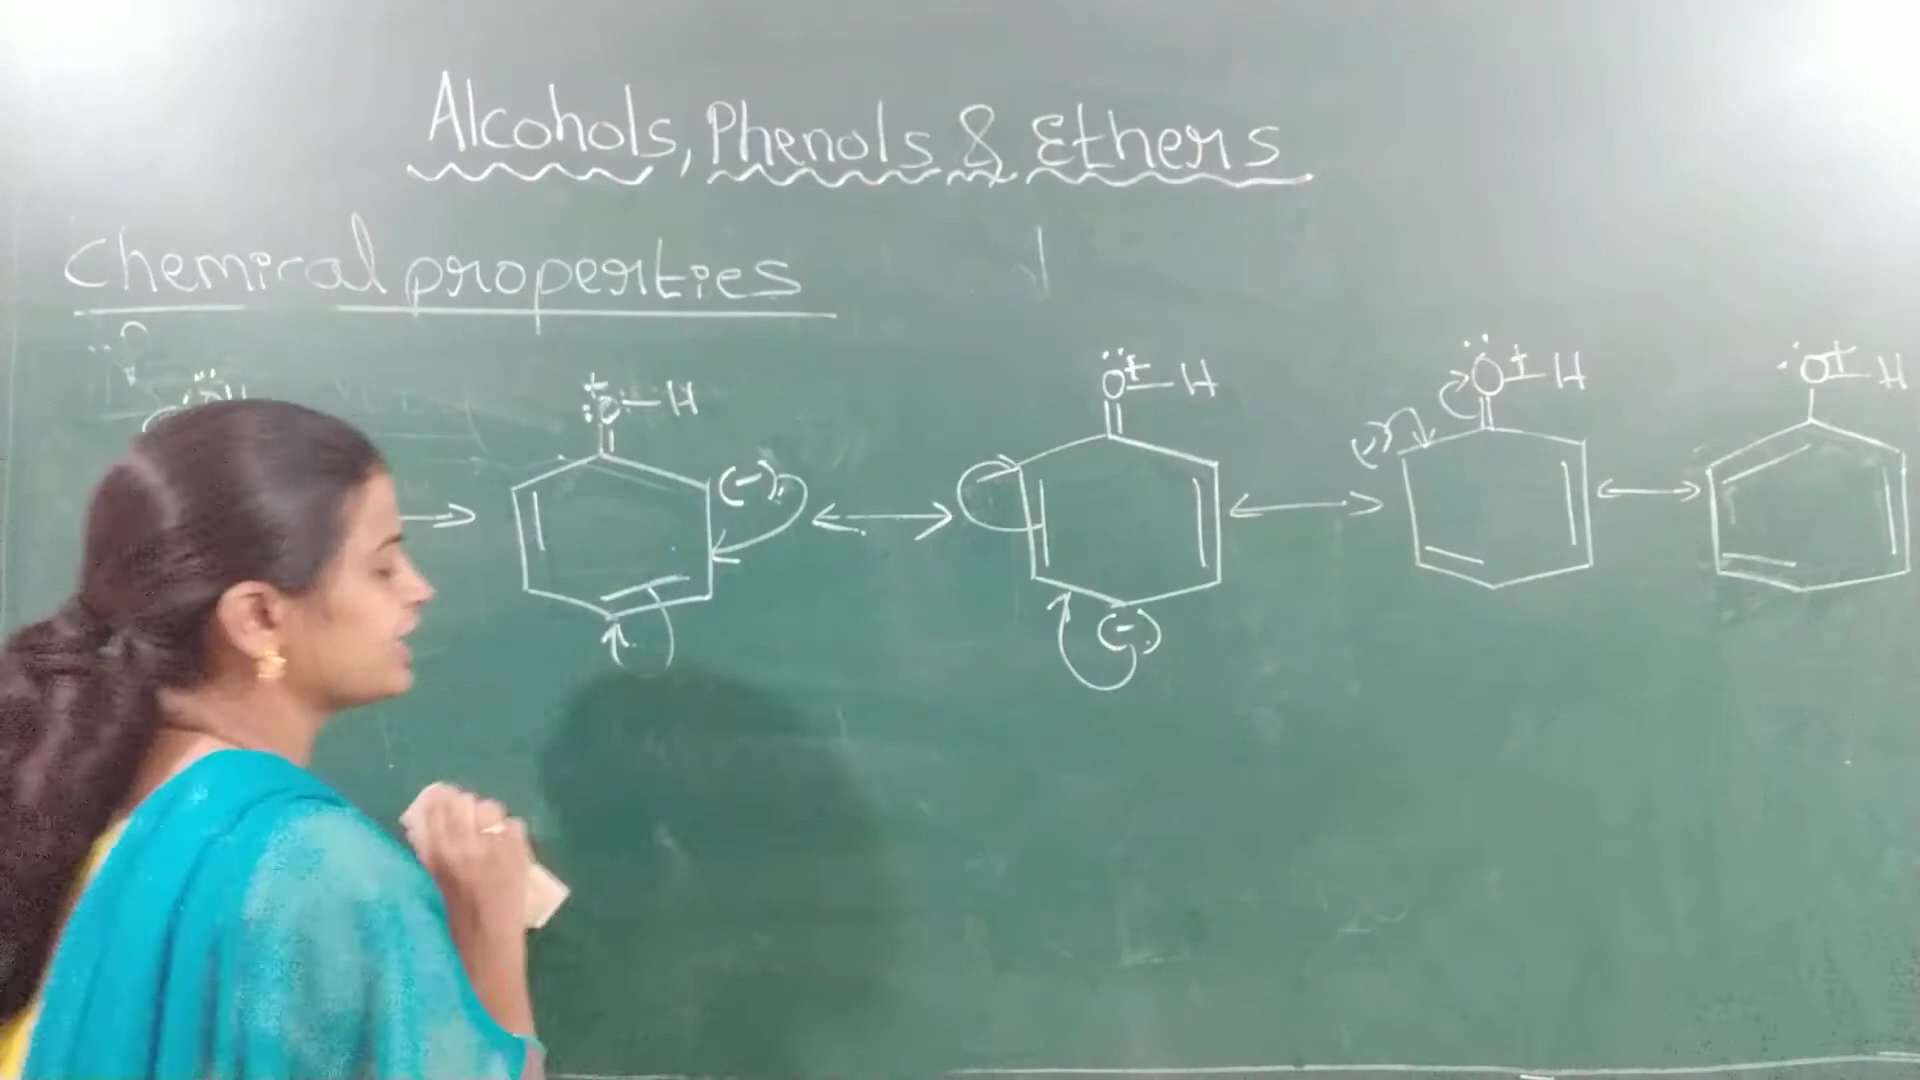 Alcohols, Phenols & Ethers
Chemical properties
:Ö+—H Ö+—H Ö+—H :O+—H
(-) (-) (-)